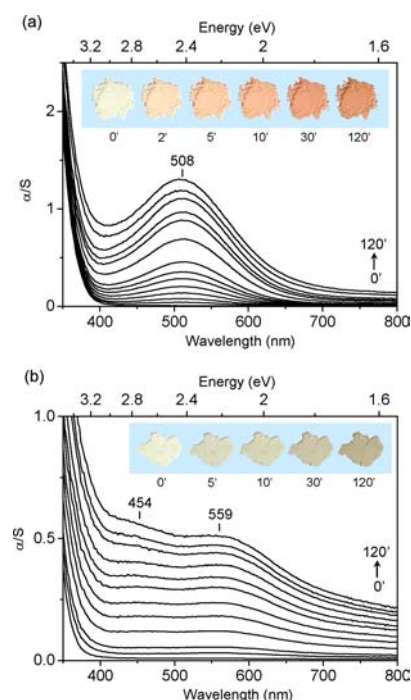 (a)
Energy (eV)
3.2 2.8 2.4 2 1.6
0' 2' 5' 10' 30' 120'
508
α/S
2
1
0
120'
0'
400 500 600 700 800
Wavelength (nm)
(b)
Energy (eV)
3.2 2.8 2.4 2 1.6
0' 5' 10' 30' 120'
454 559
α/S
1.0
0.5
0.0
120'
0'
400 500 600 700 800
Wavelength (nm)